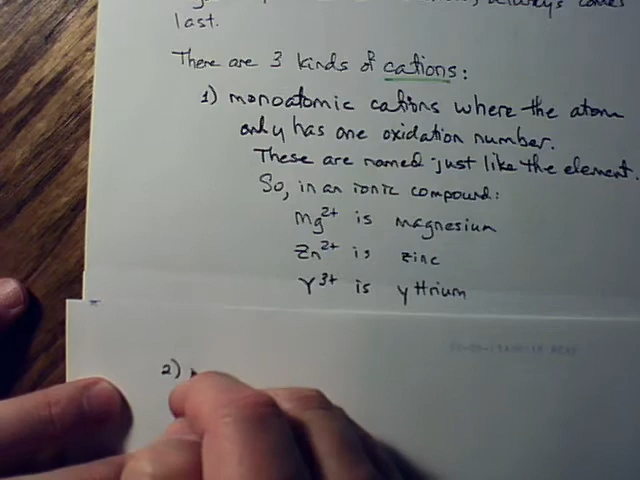 always comes
last.
There are 3 kinds of cations:
1) monoatomic cations where the atom
only has one oxidation number.
These are named just like the element.
So, in an ionic compound:
Mg2+ is magnesium
Zn2+ is zinc
Y3+ is yttrium
2)